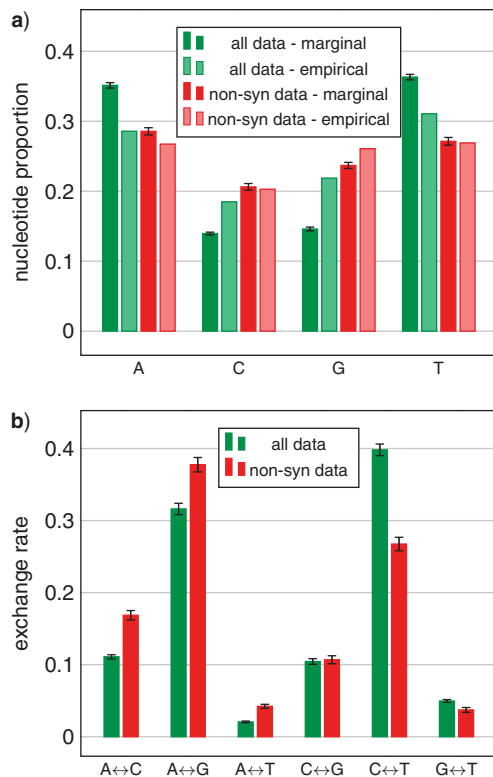 a)
0.4
0.3
0.2
0.1
0
nucleotide proportion
all data - marginal
all data - empirical
non-syn data - marginal
non-syn data - empirical
A C G T
b)
0.4
0.3
0.2
0.1
0
exchange rate
all data
non-syn data
A↔C A↔G A↔T C↔G C↔T G↔T